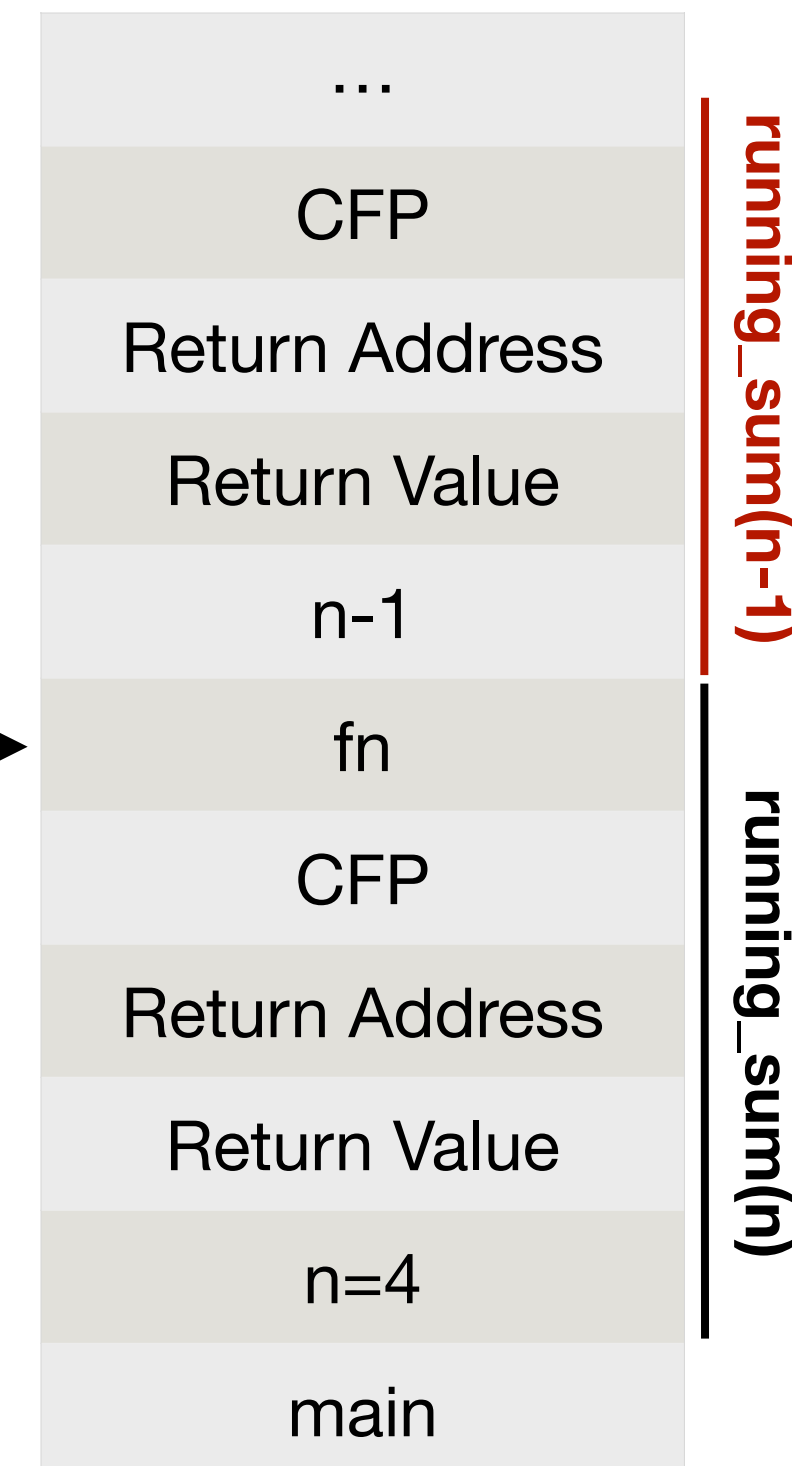 ...
CFP
Return Address
Return Value
n-1
fn
CFP
Return Address
Return Value
n=4
main
running_sum(n-1)
running_sum(n)